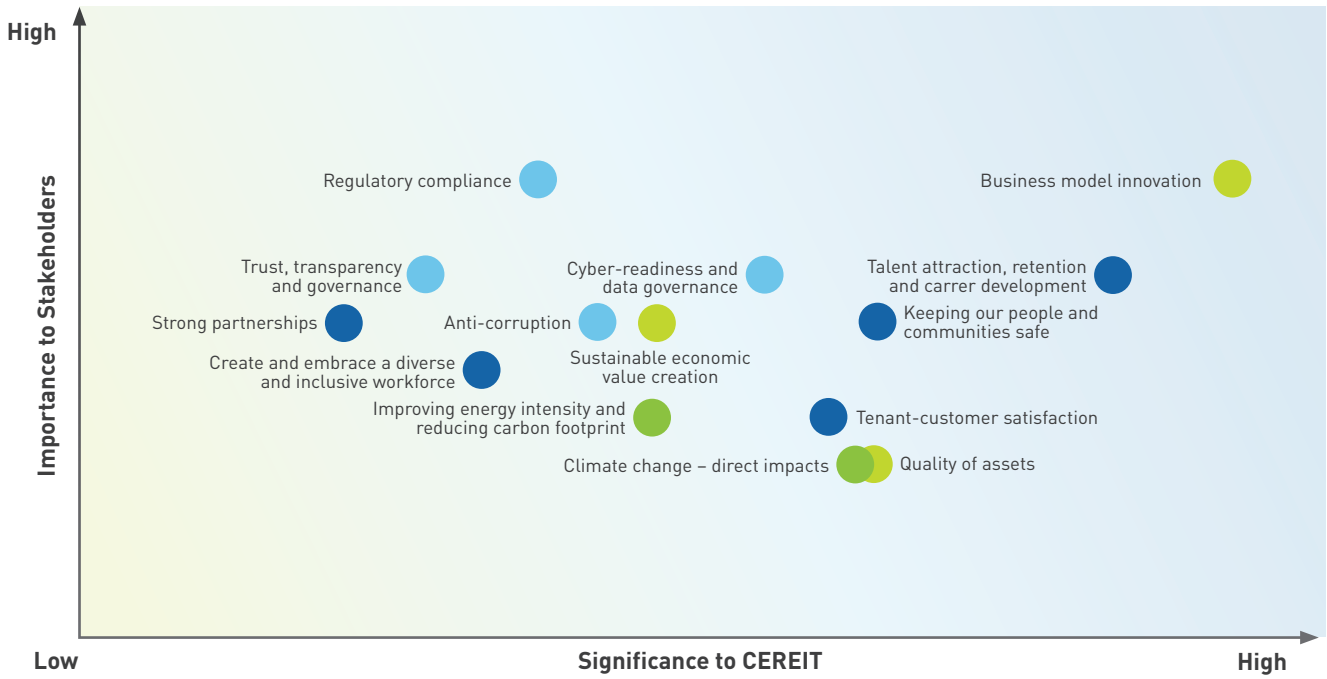 High
Importance to Stakeholders
Regulatory compliance
Business model innovation
Trust, transparency
and governance
Cyber-readiness and
data governance
Talent attraction, retention
and carrer development
Strong partnerships
Anti-corruption
Keeping our people and
communities safe
Sustainable economic
value creation
Create and embrace a diverse
and inclusive workforce
Improving energy intensity and
reducing carbon footprint
Tenant-customer satisfaction
Climate change – direct impacts
Quality of assets
Low
Significance to CEREIT
High